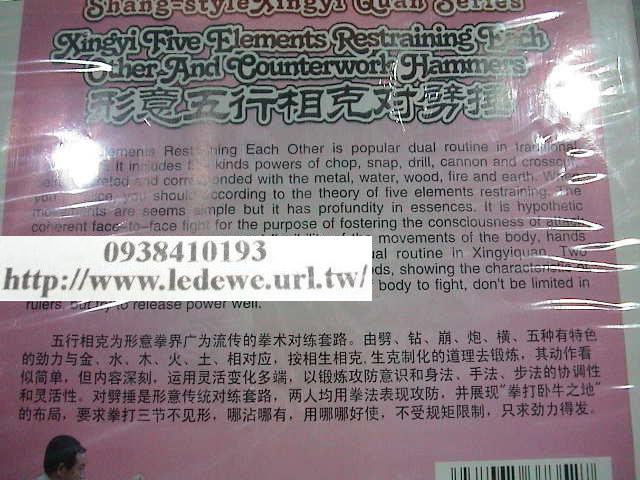 Shang-style Xingyi Quan Series
Xingyi Five Elements Restraining Each
Other And Counterwork Hammers
形意五行相克对劈捶
Elements Restraining Each Other is popular dual routine in traditional
It includes five kinds powers of chop, snap, drill, cannon and crosscut
and corresponded with the metal, water, wood, fire and earth. When
you should according to the theory of five elements restraining. The
movements are seems simple but it has profundity in essences. It is hypothetic
coherent face-to-face fight for the purpose of fostering the consciousness of attack
of the movements of the body, hands
dual routine in Xingyiquan. Two
showing the characteristic of
body to fight, don't be limited in
rulers, but try to release power well.
0938410193
http://www.ledewe.url.tw/
五行相克为形意拳界广为流传的拳术对练套路。由劈、钻、崩、炮、横、五种有特色
的劲力与金、水、木、火、土、相对应，按相生相克.生克制化的道理去锻炼，其动作看
似简单，但内容深刻，运用灵活变化多端，以锻炼攻防意识和身法、手法、步法的协调性
和灵活性。对劈捶是形意传统对练套路，两人均用拳法表现攻防，并展现"拳打卧牛之地"
的布局，要求拳打三节不见形，哪沾哪有，用哪哪好使，不受规矩限制，只求劲力得发。